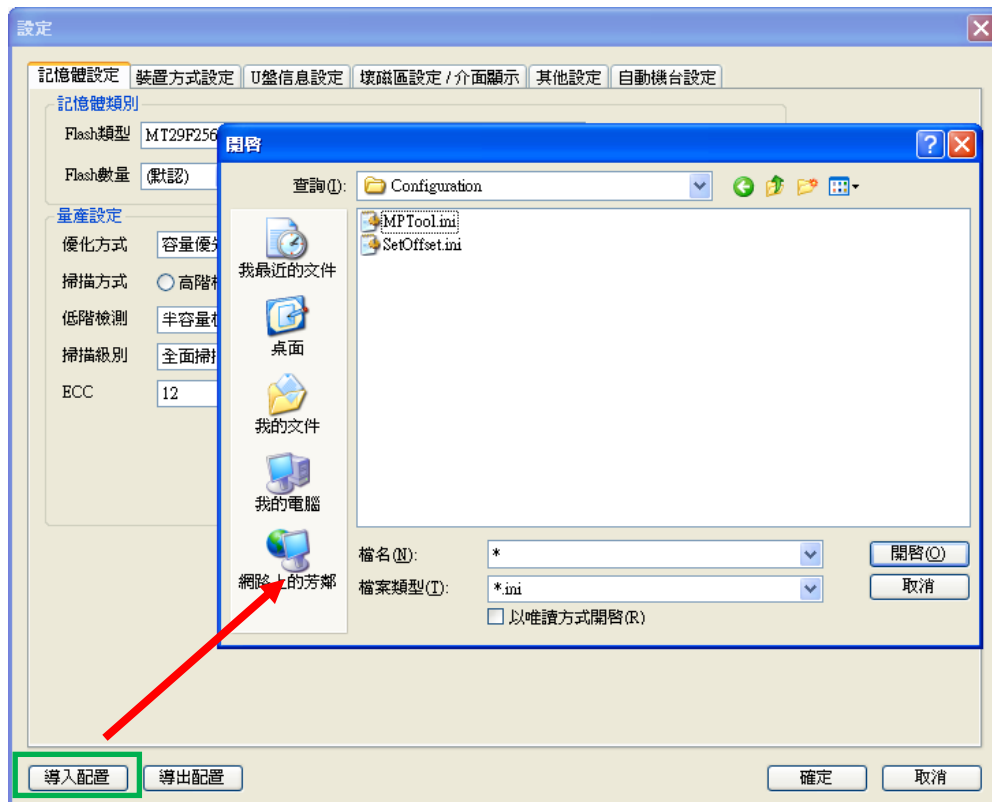 設定
記憶體設定 裝置方式設定 U盤信息設定 壞磁區設定 / 介面顯示 其他設定 自動機台設定
記憶體類別
Flash類型 MT29F256
Flash數量 (默認)
量產設定
優化方式 容量優
掃描方式 高階
低階檢測 半容量
掃描級別 全面掃
ECC 12
開啓
查詢(I): Configuration
MPTool.ini
SetOffset.ini
我最近的文件
桌面
我的文件
我的電腦
網路上的芳鄰
檔名(N): * 開啓(O)
檔案類型(T): *.ini 取消
以唯讀方式開啓(R)
導入配置 導出配置 確定 取消